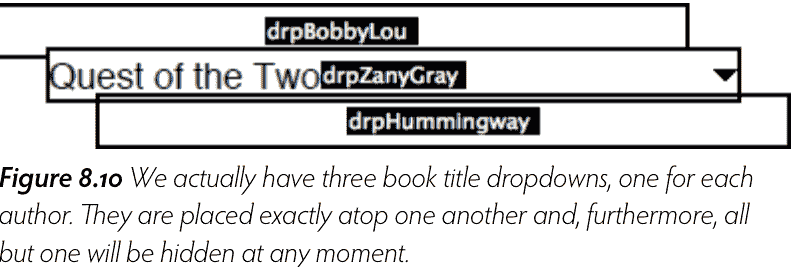 drpBobbyLou
Quest of the Two drpZanyGray
drpHummingway
Figure 8.10 We actually have three book title dropdowns, one for each
author. They are placed exactly atop one another and, furthermore, all
but one will be hidden at any moment.